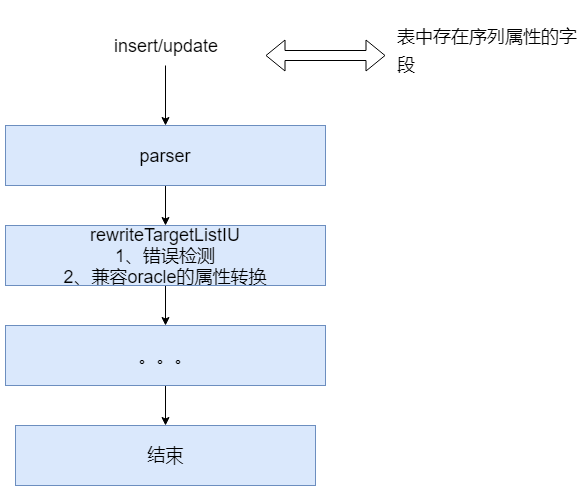 insert/update
表中存在序列属性的字
段
parser
rewriteTargetListIU
1、错误检测
2、兼容oracle的属性转换
。。。
结束